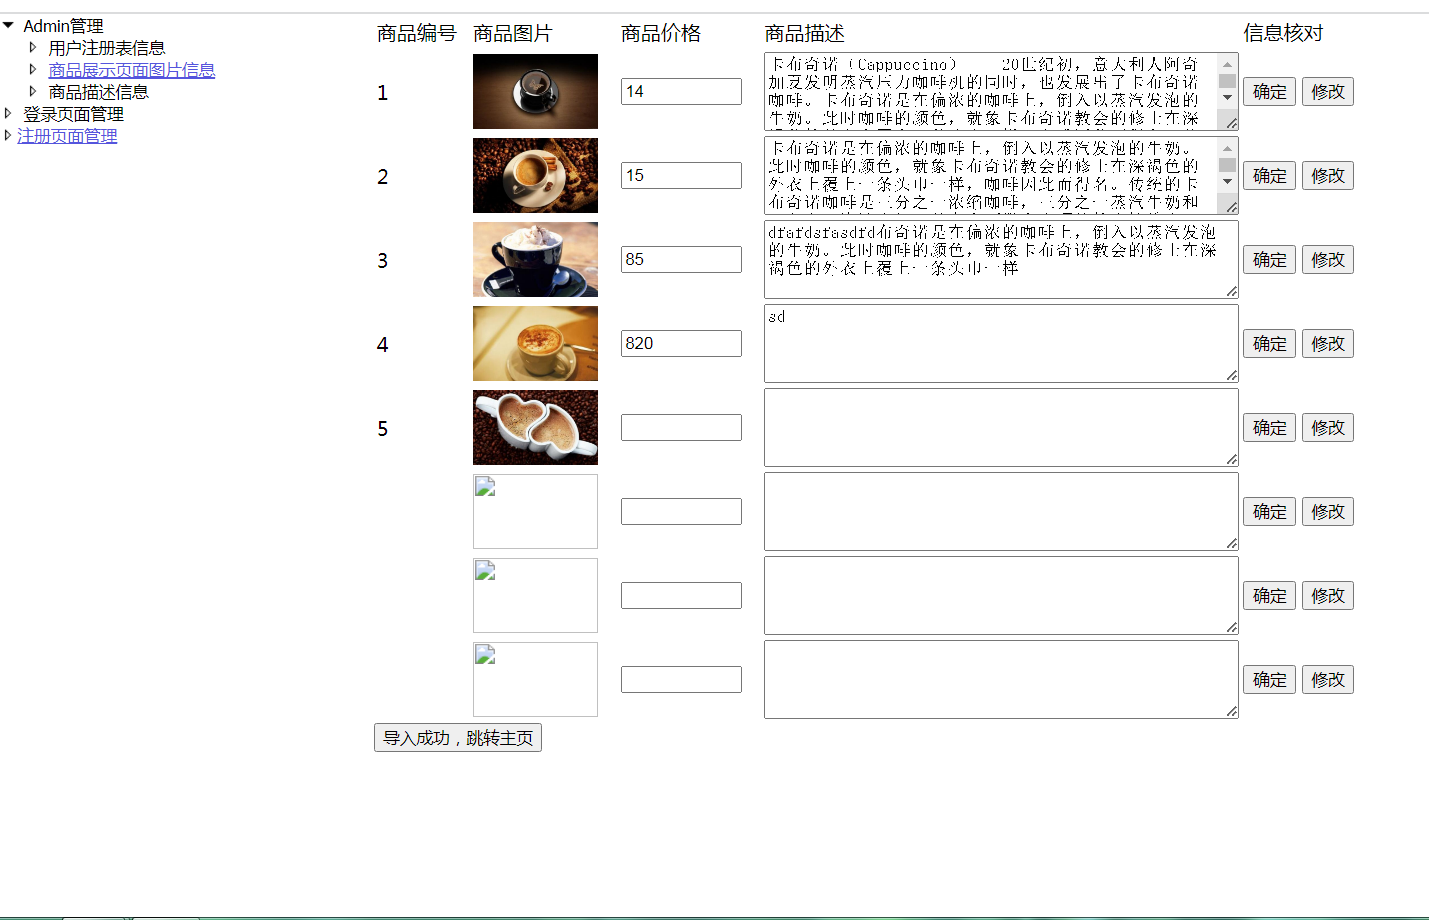 Admin管理
用户注册表信息
商品展示页面图片信息
商品描述信息
登录页面管理
注册页面管理
商品编号 商品图片 商品价格 商品描述 信息核对
1 14
卡布奇诺（Cappuccino） 20世纪初，意大利人阿奇
加夏发明蒸汽压力咖啡机的同时，也发展出了卡布奇诺
咖啡。卡布奇诺是在偏浓的咖啡上，倒入以蒸汽发泡的
牛奶。此时咖啡的颜色，就象卡布奇诺教会的修士在深
确定 修改
2 15
卡布奇诺是在偏浓的咖啡上，倒入以蒸汽发泡的牛奶。
此时咖啡的颜色，就象卡布奇诺教会的修士在深褐色的
外衣上覆上一条头巾一样，咖啡因此而得名。传统的卡
布奇诺咖啡是三分之一浓缩咖啡，三分之一蒸汽牛奶和
确定 修改
3 85
dfafdsfasdfd布奇诺是在偏浓的咖啡上，倒入以蒸汽发泡
的牛奶。此时咖啡的颜色，就象卡布奇诺教会的修士在深
褐色的外衣上覆上一条头巾一样
确定 修改
4 820
sd
确定 修改
5
确定 修改
确定 修改
确定 修改
确定 修改
导入成功，跳转主页